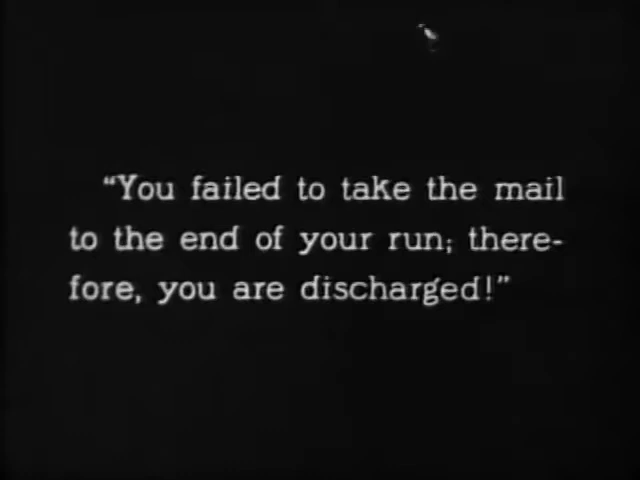 “You failed to take the mail
to the end of your run; there-
fore, you are discharged!”